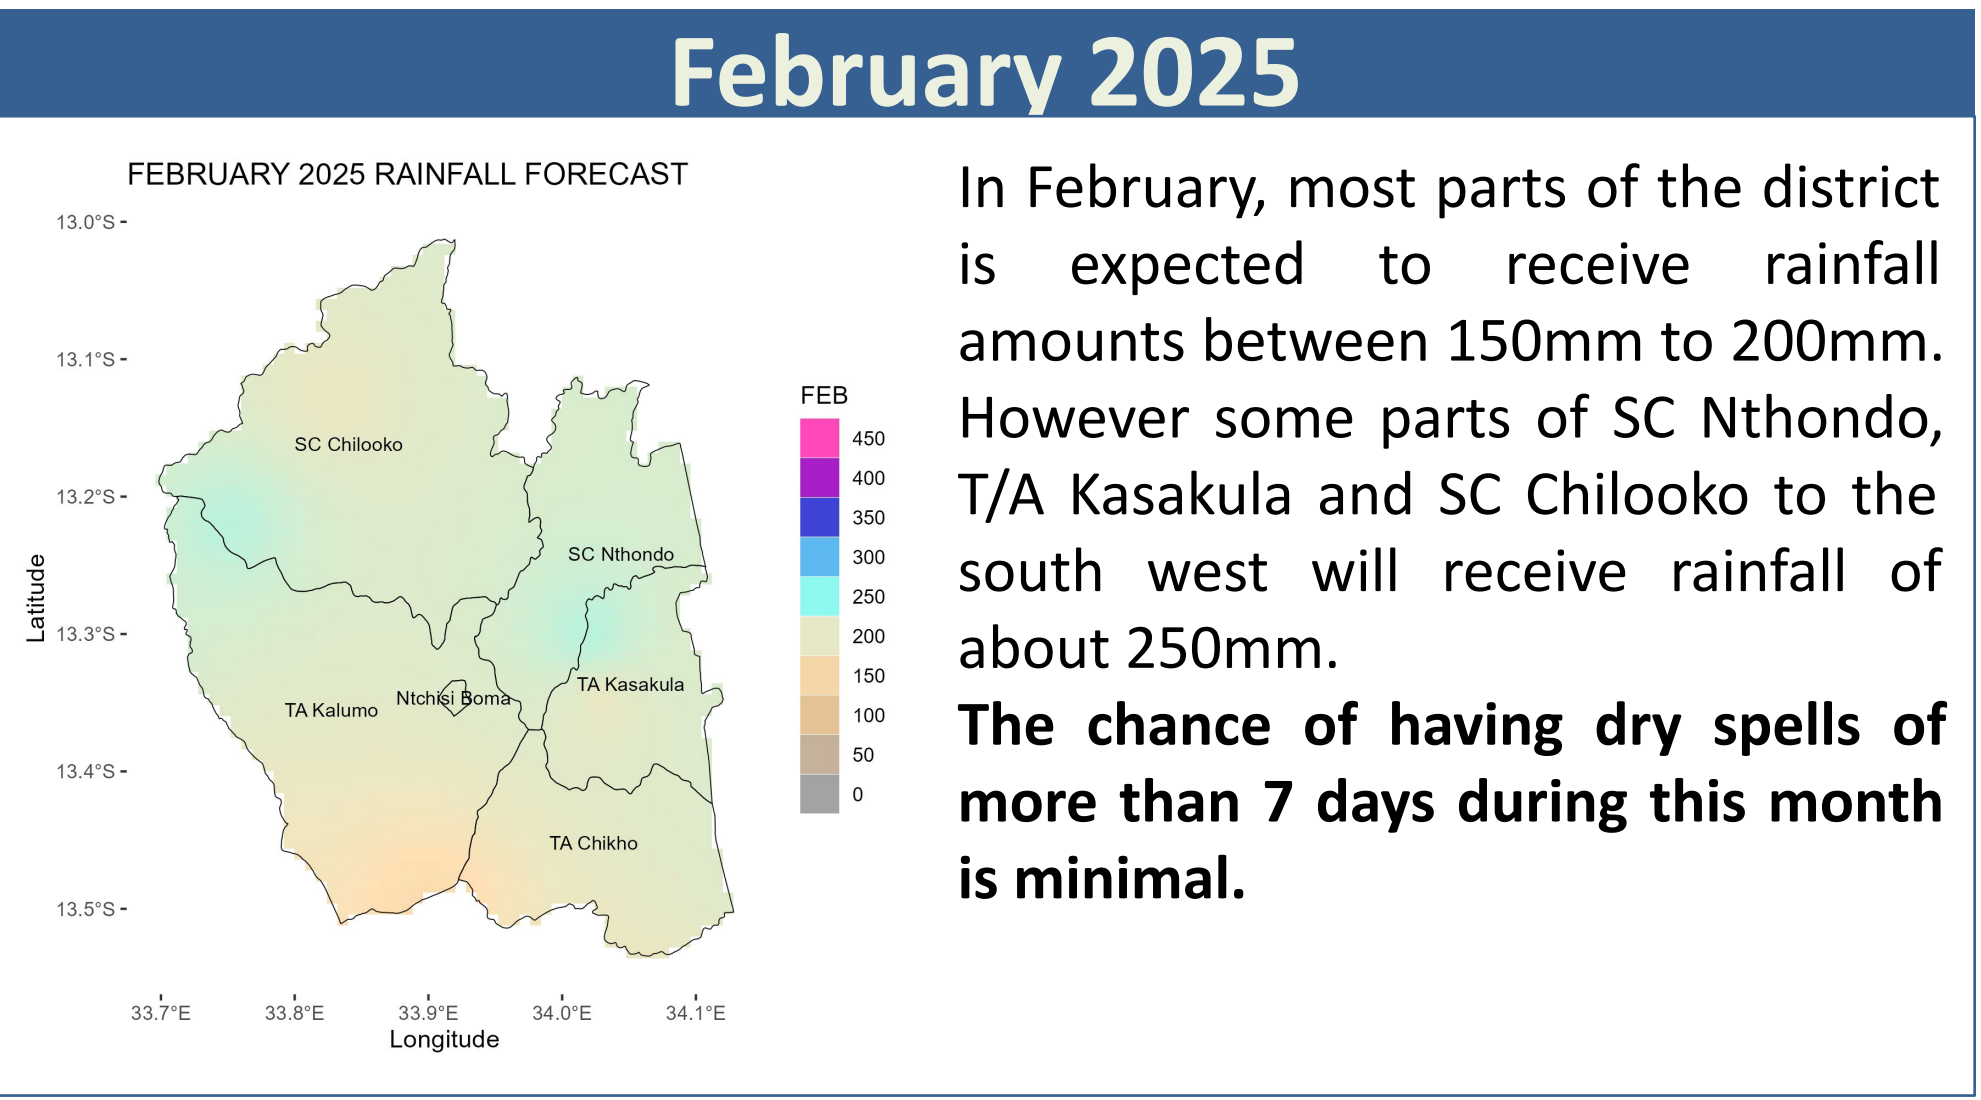 February 2025
FEBRUARY 2025 RAINFALL FORECAST
13.0°S
13.1°S
13.2°S
13.3°S
13.4°S
13.5°S
Latitude
SC Chilooko
SC Nthondo
TA Kasakula
Ntchisi Boma
TA Kalumo
TA Chikho
33.7°E
33.8°E
33.9°E
34.0°E
34.1°E
Longitude
FEB
450
400
350
300
250
200
150
100
50
0
In February, most parts of the district
is expected to receive rainfall
amounts between 150mm to 200mm.
However some parts of SC Nthondo,
T/A Kasakula and SC Chilooko to the
south west will receive rainfall of
about 250mm.
The chance of having dry spells of
more than 7 days during this month
is minimal.